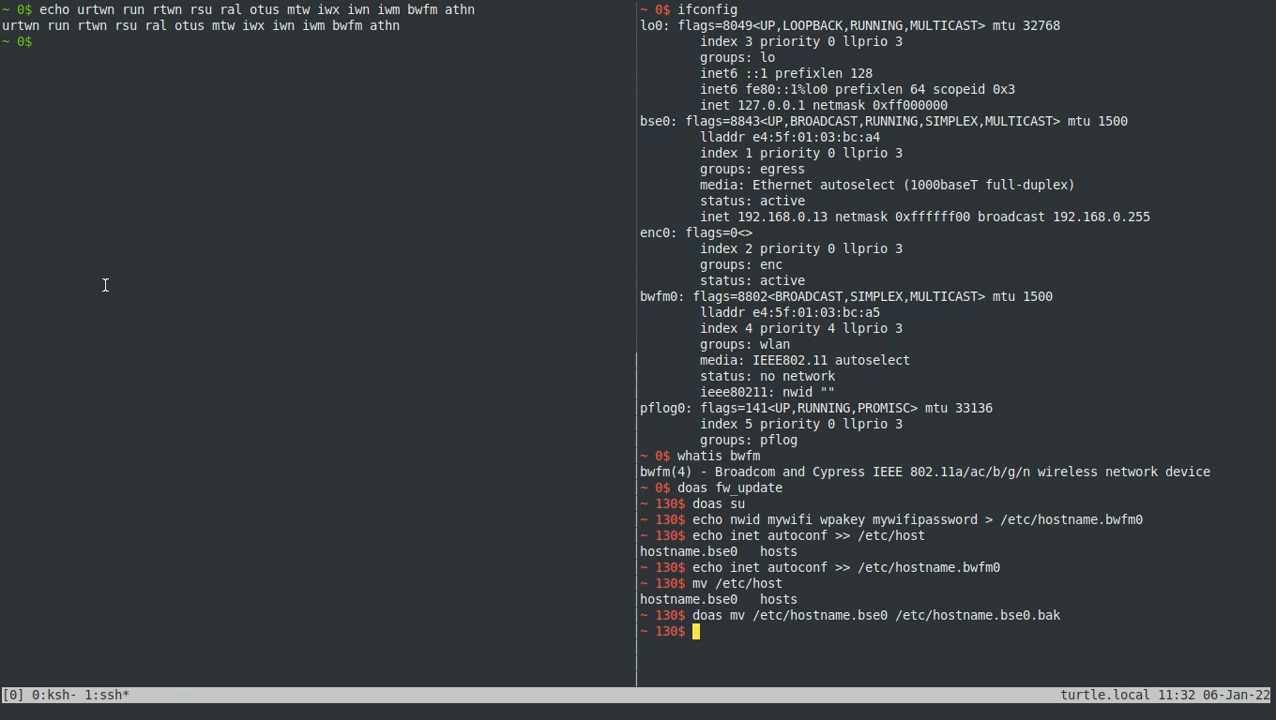 ~ 0$ echo urtwn run rtwn rsu ral otus mtw iwx iwn iwm bwfm athn
urtwn run rtwn rsu ral otus mtw iwx iwn iwm bwfm athn
~ 0$
~ 0$ ifconfig
lo0: flags=8049<UP,LOOPBACK,RUNNING,MULTICAST> mtu 32768
index 3 priority 0 llprio 3
groups: lo
inet6 ::1 prefixlen 128
inet6 fe80::1%lo0 prefixlen 64 scopeid 0x3
inet 127.0.0.1 netmask 0xff000000
bse0: flags=8843<UP,BROADCAST,RUNNING,SIMPLEX,MULTICAST> mtu 1500
lladdr e4:5f:01:03:bc:a4
index 1 priority 0 llprio 3
groups: egress
media: Ethernet autoselect (1000baseT full-duplex)
status: active
inet 192.168.0.13 netmask 0xffffff00 broadcast 192.168.0.255
enc0: flags=0<>
index 2 priority 0 llprio 3
groups: enc
status: active
bwfm0: flags=8802<BROADCAST,SIMPLEX,MULTICAST> mtu 1500
lladdr e4:5f:01:03:bc:a5
index 4 priority 4 llprio 3
groups: wlan
media: IEEE802.11 autoselect
status: no network
ieee80211: nwid ""
pflog0: flags=141<UP,RUNNING,PROMISC> mtu 33136
index 5 priority 0 llprio 3
groups: pflog
~ 0$ whatis bwfm
bwfm(4) - Broadcom and Cypress IEEE 802.11a/ac/b/g/n wireless network device
~ 0$ doas fw_update
~ 130$ doas su
~ 130$ echo nwid mywifi wpakey mywifipassword > /etc/hostname.bwfm0
~ 130$ echo inet autoconf >> /etc/host
hostname.bse0 hosts
~ 130$ echo inet autoconf >> /etc/hostname.bwfm0
~ 130$ mv /etc/host
hostname.bse0 hosts
~ 130$ doas mv /etc/hostname.bse0 /etc/hostname.bse0.bak
~ 130$
[0] 0:ksh- 1:ssh* turtle.local 11:32 06-Jan-22